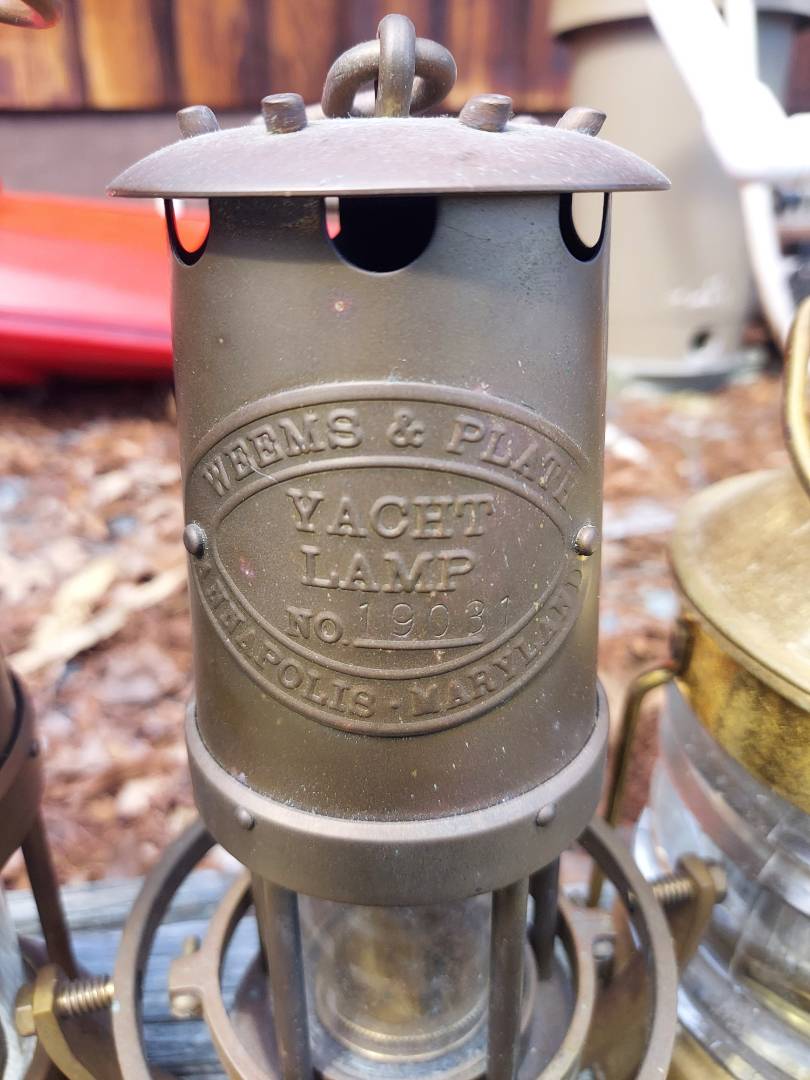 WEEMS & PLATH
YACHT
LAMP
NO. 19031
ANNAPOLIS · MARYLAND